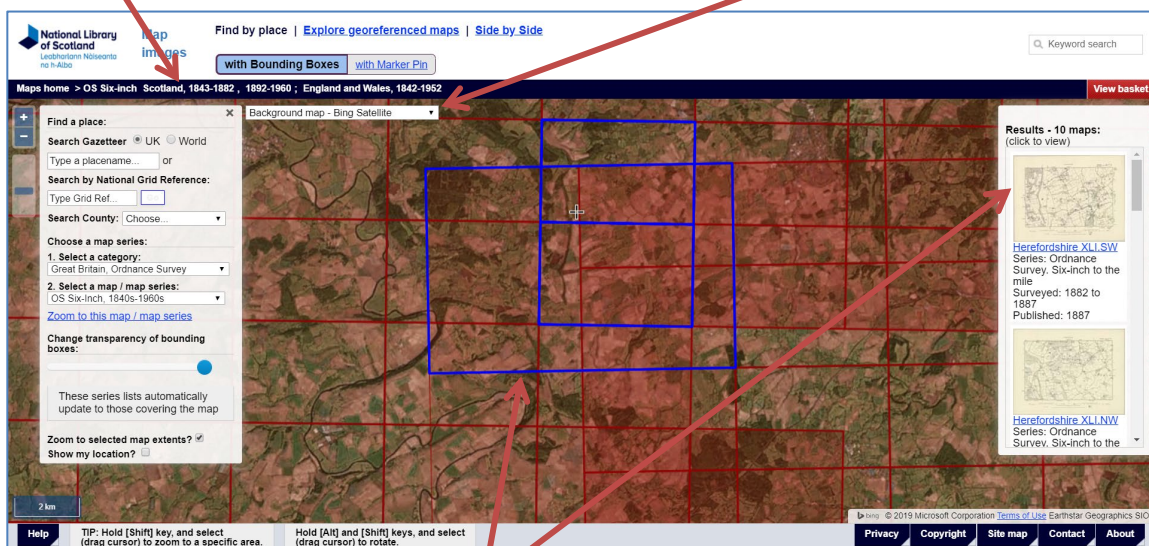 National Library
of Scotland
Leabharlann Nàiseanta
na h-Alba
Map
images
Find by place | Explore georeferenced maps | Side by Side
with Bounding Boxes with Marker Pin
Keyword search
Maps home > OS Six-inch Scotland, 1843-1882 , 1892-1960 ; England and Wales, 1842-1952
View basket
+
−
Find a place:
×
Search Gazetteer UK World
Type a placename... or
Search by National Grid Reference:
Type Grid Ref...
Search County: Choose...
Choose a map series:
1. Select a category:
Great Britain, Ordnance Survey
2. Select a map / map series:
OS Six-Inch, 1840s-1960s
Zoom to this map / map series
Change transparency of bounding
boxes:
These series lists automatically
update to those covering the map
Zoom to selected map extents?
Show my location?
Background map - Bing Satellite
Results - 10 maps:
(click to view)
Herefordshire XLI.SW
Series: Ordnance
Survey. Six-inch to the
mile
Surveyed: 1882 to
1887
Published: 1887
Herefordshire XLI.NW
Series: Ordnance
Survey. Six-inch to the
2 km
bing © 2019 Microsoft Corporation Terms of Use Earthstar Geographics SIO
Help
TIP: Hold [Shift] key, and select
(drag cursor) to zoom to a specific area.
Hold [Alt] and [Shift] keys, and select
(drag cursor) to rotate.
Privacy Copyright Site map Contact About